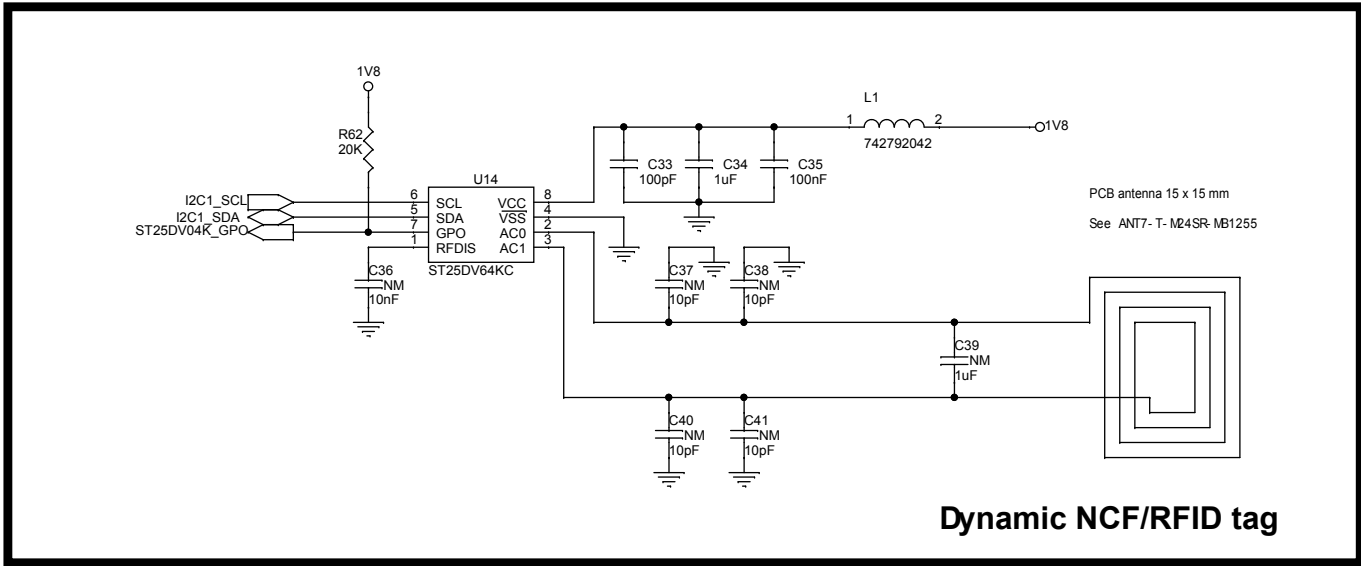 1V8
R62
20K
U14
I2C1_SCL
I2C1_SDA
ST25DV04K_GPO
6 SCL VCC 8
5 SDA VSS 4
7 GPO AC0 2
1 RFDIS AC1 3
ST25DV64KC
C36
NM
10nF
C33
100pF
C34
1uF
C35
100nF
L1
1 2
742792042
1V8
PCB antenna 15 x 15 mm
See ANT7-T-M24SR-MB1255
C37
NM
10pF
C38
NM
10pF
C39
NM
1uF
C40
NM
10pF
C41
NM
10pF
Dynamic NCF/RFID tag